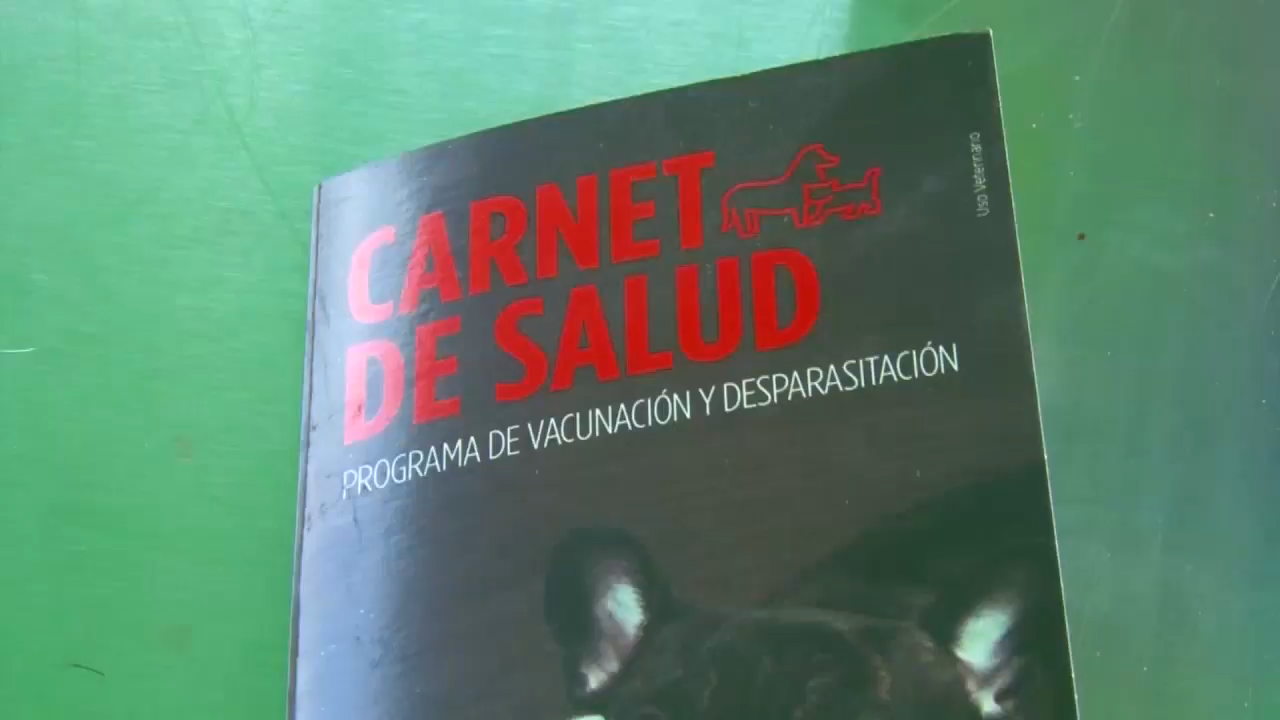 CARNET
DE SALUD
PROGRAMA DE VACUNACIÓN Y DESPARASITACIÓN
Uso Veterinario